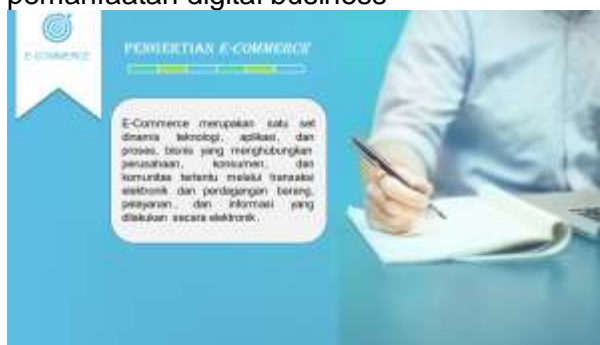 pemanfaatan digital business
E-COMMERCE
PENGERTIAN E-COMMERCE
E-Commerce merupakan satu set
dinamis teknologi, aplikasi, dan
proses, bisnis yang menghubungkan
perusahaan, konsumen, dan
komunitas tertentu melalui transaksi
elektronik dan perdagangan barang,
pelayanan, dan informasi yang
dilakukan secara elektronik.